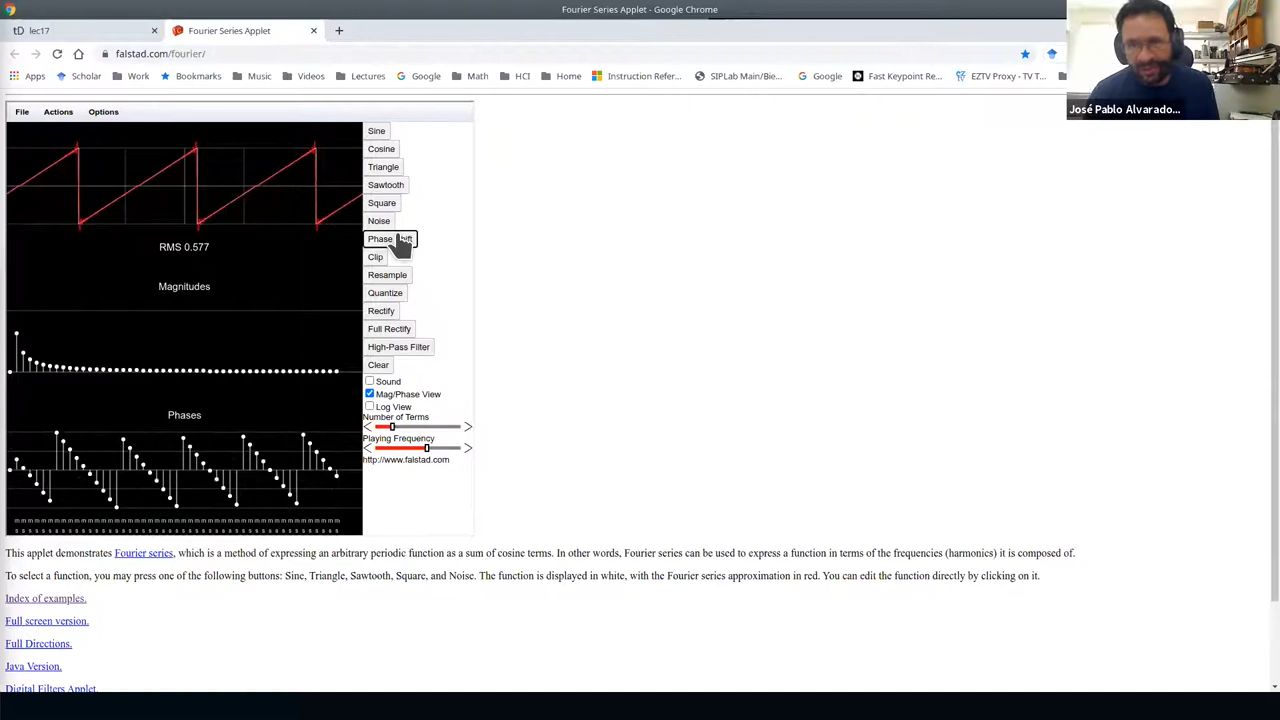 Fourier Series Applet - Google Chrome
lec17
Fourier Series Applet
falstad.com/fourier/
Apps
Scholar
Work
Bookmarks
Music
Videos
Lectures
Google
Math
HCI
Home
Instruction Refer...
SIPLab Main/Bie...
Google
Fast Keypoint Re...
EZTV Proxy - TV T...
José Pablo Alvarado...
File Actions Options
Sine
Cosine
Triangle
Sawtooth
Square
Noise
Phase
Clip
Resample
Quantize
Rectify
Full Rectify
High-Pass Filter
Clear
Sound
Mag/Phase View
Log View
Number of Terms
Playing Frequency
http://www.falstad.com
RMS 0.577
Magnitudes
Phases
m m m m m m m m m m m m m m m m m m m m m m m m m m m m m m m m m m m m m m m m m m m m m m m m m
s s s s s s s s s s s s s s s s s s s s s s s s s s s s s s s s s s s s s s s s s s s s s s s s s
This applet demonstrates Fourier series, which is a method of expressing an arbitrary periodic function as a sum of cosine terms. In other words, Fourier series can be used to express a function in terms of the frequencies (harmonics) it is composed of.
To select a function, you may press one of the following buttons: Sine, Triangle, Sawtooth, Square, and Noise. The function is displayed in white, with the Fourier series approximation in red. You can edit the function directly by clicking on it.
Index of examples.
Full screen version.
Full Directions.
Java Version.
Digital Filters Applet.